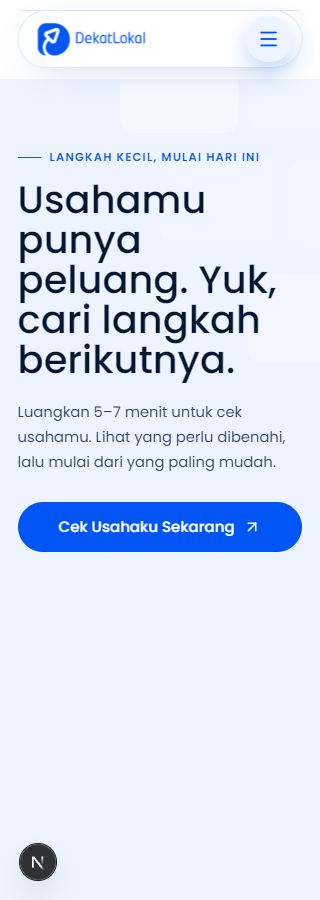 DekatLokal
LANGKAH KECIL, MULAI HARI INI
Usahamu
punya
peluang. Yuk,
cari langkah
berikutnya.
Luangkan 5–7 menit untuk cek
usahamu. Lihat yang perlu dibenahi,
lalu mulai dari yang paling mudah.
Cek Usahaku Sekarang
N